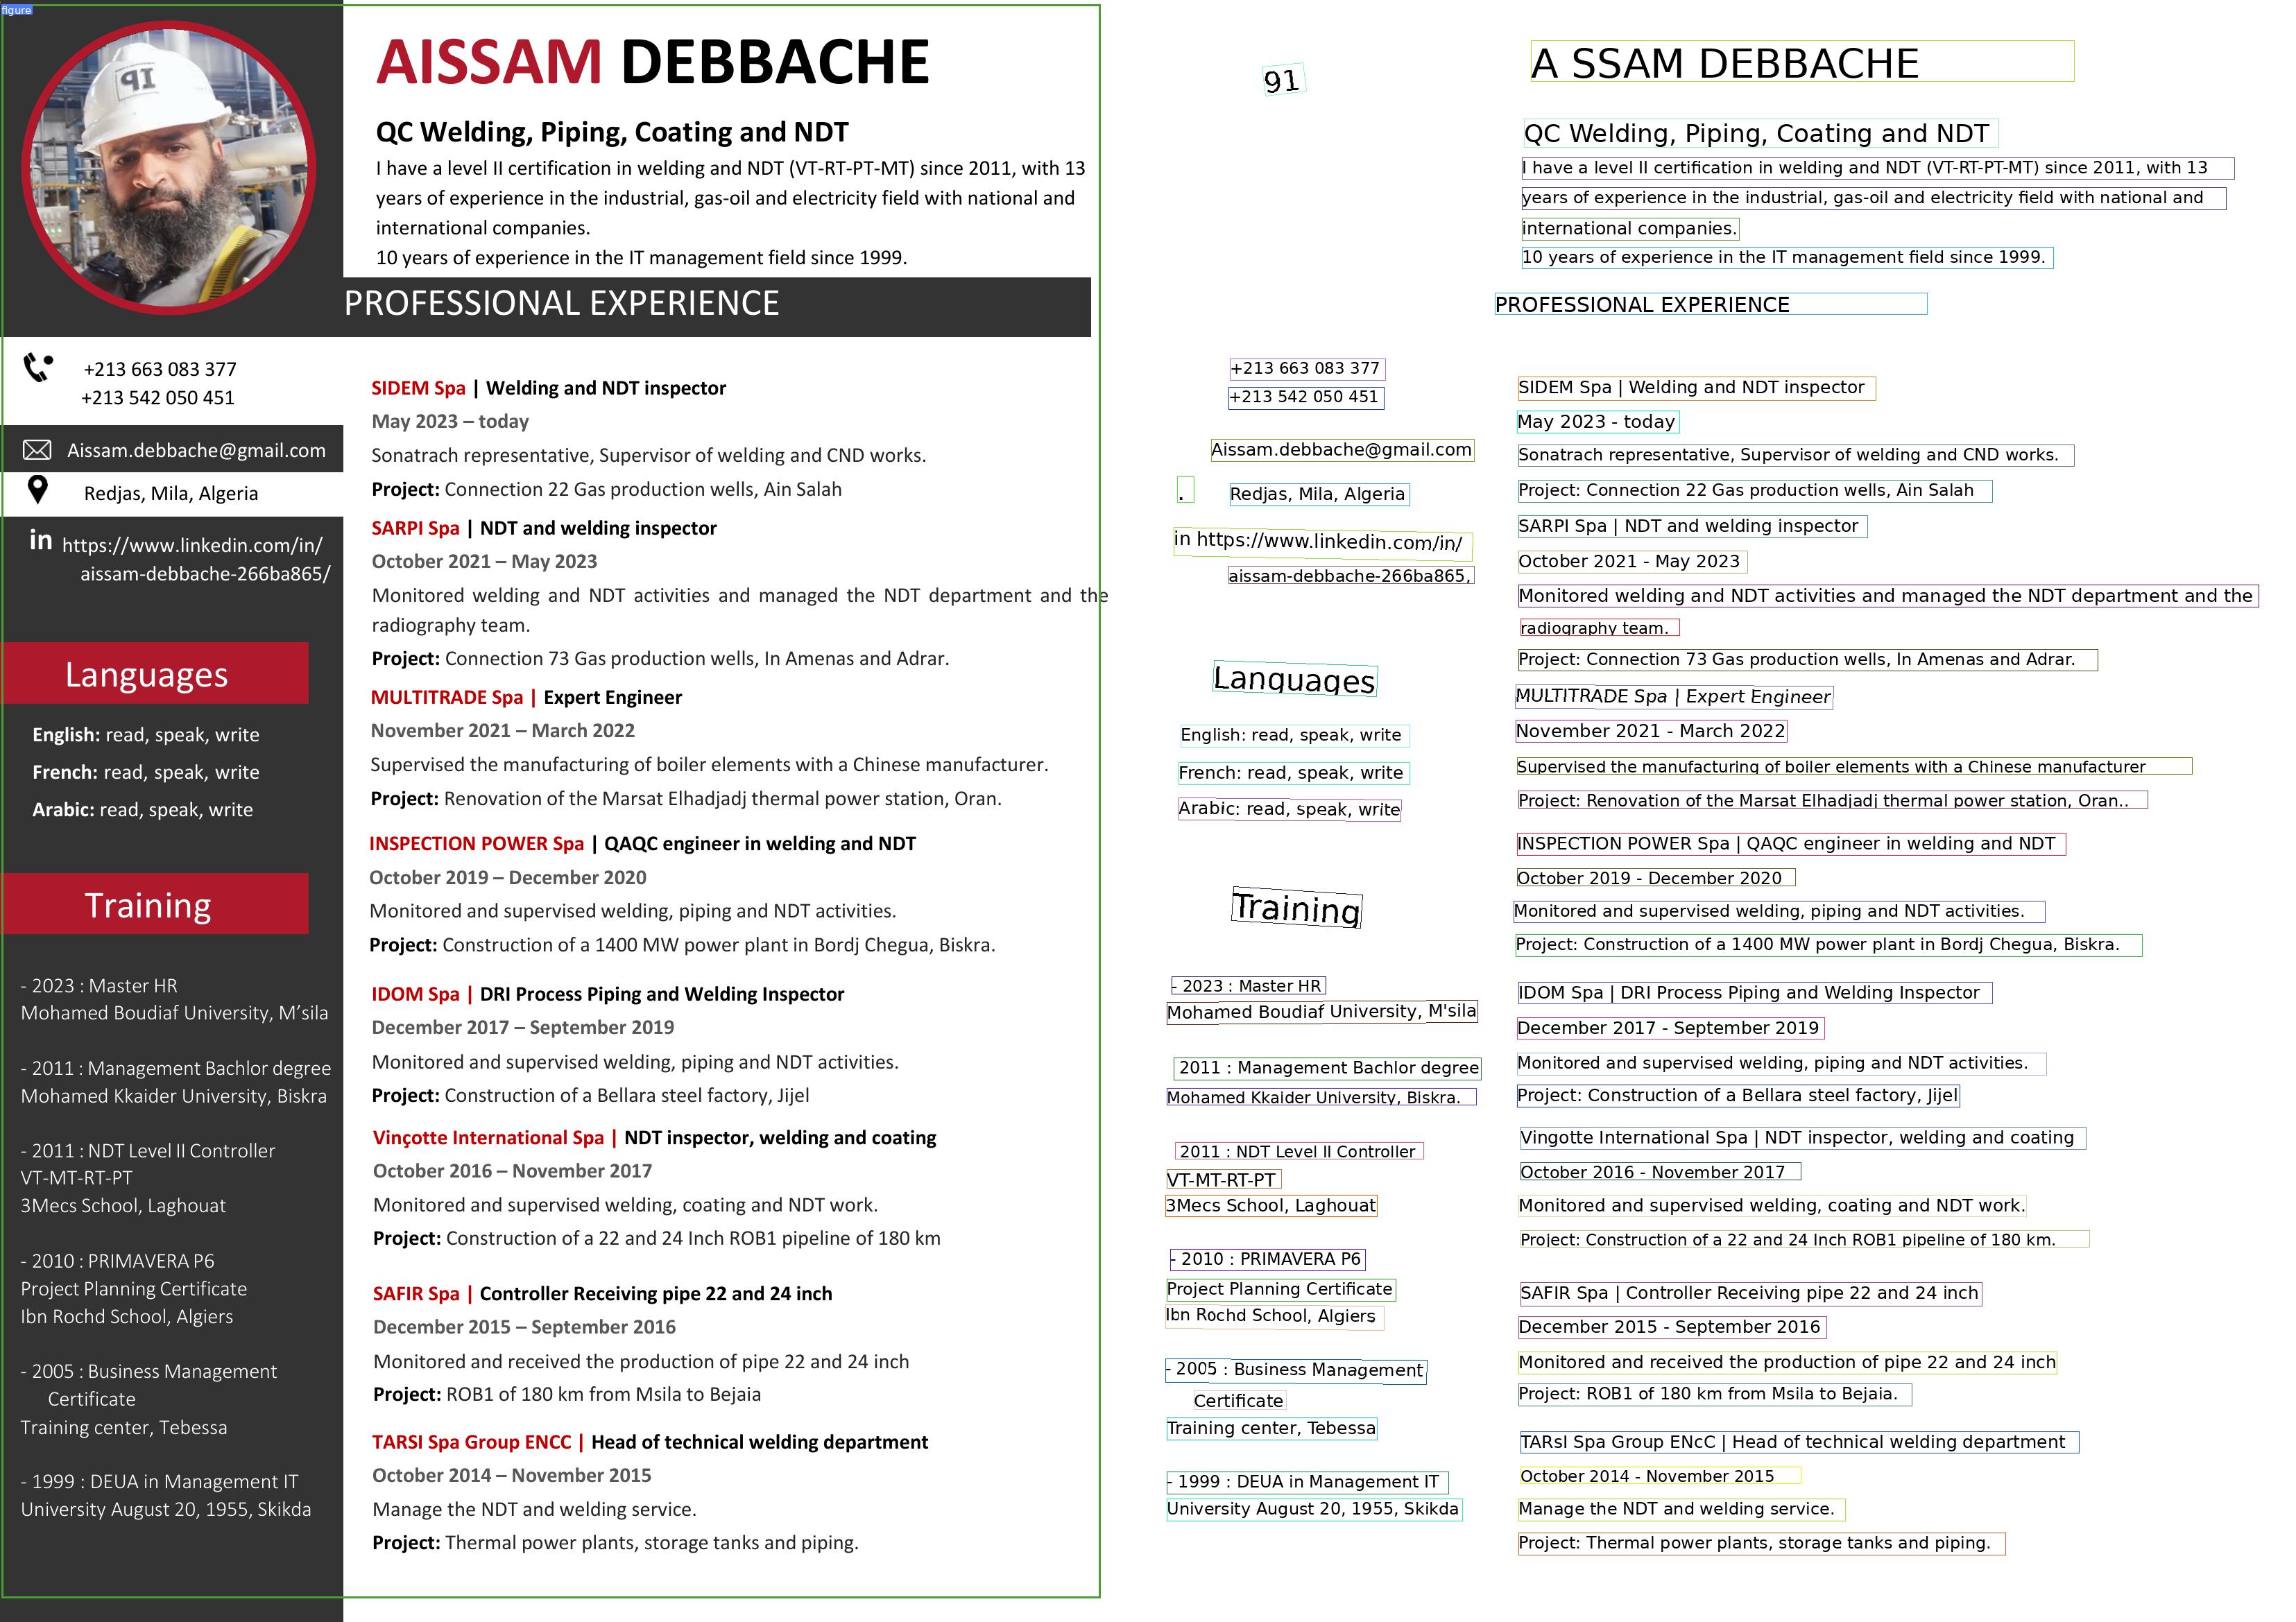 figure
IP
AISSAM DEBBACHE
QC Welding, Piping, Coating and NDT
I have a level II certification in welding and NDT (VT-RT-PT-MT) since 2011, with 13
years of experience in the industrial, gas-oil and electricity field with national and
international companies.
10 years of experience in the IT management field since 1999.
PROFESSIONAL EXPERIENCE
+213 663 083 377
+213 542 050 451
Aissam.debbache@gmail.com
Redjas, Mila, Algeria
in https://www.linkedin.com/in/
aissam-debbache-266ba865/
Languages
English: read, speak, write
French: read, speak, write
Arabic: read, speak, write
Training
- 2023 : Master HR
Mohamed Boudiaf University, M’sila
- 2011 : Management Bachlor degree
Mohamed Kkaider University, Biskra
- 2011 : NDT Level II Controller
VT-MT-RT-PT
3Mecs School, Laghouat
- 2010 : PRIMAVERA P6
Project Planning Certificate
Ibn Rochd School, Algiers
- 2005 : Business Management
Certificate
Training center, Tebessa
- 1999 : DEUA in Management IT
University August 20, 1955, Skikda
SIDEM Spa | Welding and NDT inspector
May 2023 – today
Sonatrach representative, Supervisor of welding and CND works.
Project: Connection 22 Gas production wells, Ain Salah
SARPI Spa | NDT and welding inspector
October 2021 – May 2023
Monitored welding and NDT activities and managed the NDT department and the
radiography team.
Project: Connection 73 Gas production wells, In Amenas and Adrar.
MULTITRADE Spa | Expert Engineer
November 2021 – March 2022
Supervised the manufacturing of boiler elements with a Chinese manufacturer.
Project: Renovation of the Marsat Elhadjadj thermal power station, Oran.
INSPECTION POWER Spa | QAQC engineer in welding and NDT
October 2019 – December 2020
Monitored and supervised welding, piping and NDT activities.
Project: Construction of a 1400 MW power plant in Bordj Chegua, Biskra.
IDOM Spa | DRI Process Piping and Welding Inspector
December 2017 – September 2019
Monitored and supervised welding, piping and NDT activities.
Project: Construction of a Bellara steel factory, Jijel
Vinçotte International Spa | NDT inspector, welding and coating
October 2016 – November 2017
Monitored and supervised welding, coating and NDT work.
Project: Construction of a 22 and 24 Inch ROB1 pipeline of 180 km
SAFIR Spa | Controller Receiving pipe 22 and 24 inch
December 2015 – September 2016
Monitored and received the production of pipe 22 and 24 inch
Project: ROB1 of 180 km from Msila to Bejaia
TARSI Spa Group ENCC | Head of technical welding department
October 2014 – November 2015
Manage the NDT and welding service.
Project: Thermal power plants, storage tanks and piping.
91
A SSAM DEBBACHE
QC Welding, Piping, Coating and NDT
I have a level II certification in welding and NDT (VT-RT-PT-MT) since 2011, with 13
years of experience in the industrial, gas-oil and electricity field with national and
international companies.
10 years of experience in the IT management field since 1999.
PROFESSIONAL EXPERIENCE
+213 663 083 377
+213 542 050 451
Aissam.debbache@gmail.com
.
Redjas, Mila, Algeria
in https://www.linkedin.com/in/
aissam-debbache-266ba865,
Languages
English: read, speak, write
French: read, speak, write
Arabic: read, speak, write
Training
- 2023 : Master HR
Mohamed Boudiaf University, M'sila
2011 : Management Bachlor degree
Mohamed Kkaider University, Biskra.
2011 : NDT Level II Controller
VT-MT-RT-PT
3Mecs School, Laghouat
- 2010 : PRIMAVERA P6
Project Planning Certificate
Ibn Rochd School, Algiers
- 2005 : Business Management
Certificate
Training center, Tebessa
- 1999 : DEUA in Management IT
University August 20, 1955, Skikda
SIDEM Spa | Welding and NDT inspector
May 2023 - today
Sonatrach representative, Supervisor of welding and CND works.
Project: Connection 22 Gas production wells, Ain Salah
SARPI Spa | NDT and welding inspector
October 2021 - May 2023
Monitored welding and NDT activities and managed the NDT department and the
radiography team.
Project: Connection 73 Gas production wells, In Amenas and Adrar.
MULTITRADE Spa | Expert Engineer
November 2021 - March 2022
Supervised the manufacturing of boiler elements with a Chinese manufacturer
Project: Renovation of the Marsat Elhadjadj thermal power station, Oran..
INSPECTION POWER Spa | QAQC engineer in welding and NDT
October 2019 - December 2020
Monitored and supervised welding, piping and NDT activities.
Project: Construction of a 1400 MW power plant in Bordj Chegua, Biskra.
IDOM Spa | DRI Process Piping and Welding Inspector
December 2017 - September 2019
Monitored and supervised welding, piping and NDT activities.
Project: Construction of a Bellara steel factory, Jijel
Vingotte International Spa | NDT inspector, welding and coating
October 2016 - November 2017
Monitored and supervised welding, coating and NDT work.
Project: Construction of a 22 and 24 Inch ROB1 pipeline of 180 km.
SAFIR Spa | Controller Receiving pipe 22 and 24 inch
December 2015 - September 2016
Monitored and received the production of pipe 22 and 24 inch
Project: ROB1 of 180 km from Msila to Bejaia.
TARsI Spa Group ENcC | Head of technical welding department
October 2014 - November 2015
Manage the NDT and welding service.
Project: Thermal power plants, storage tanks and piping.